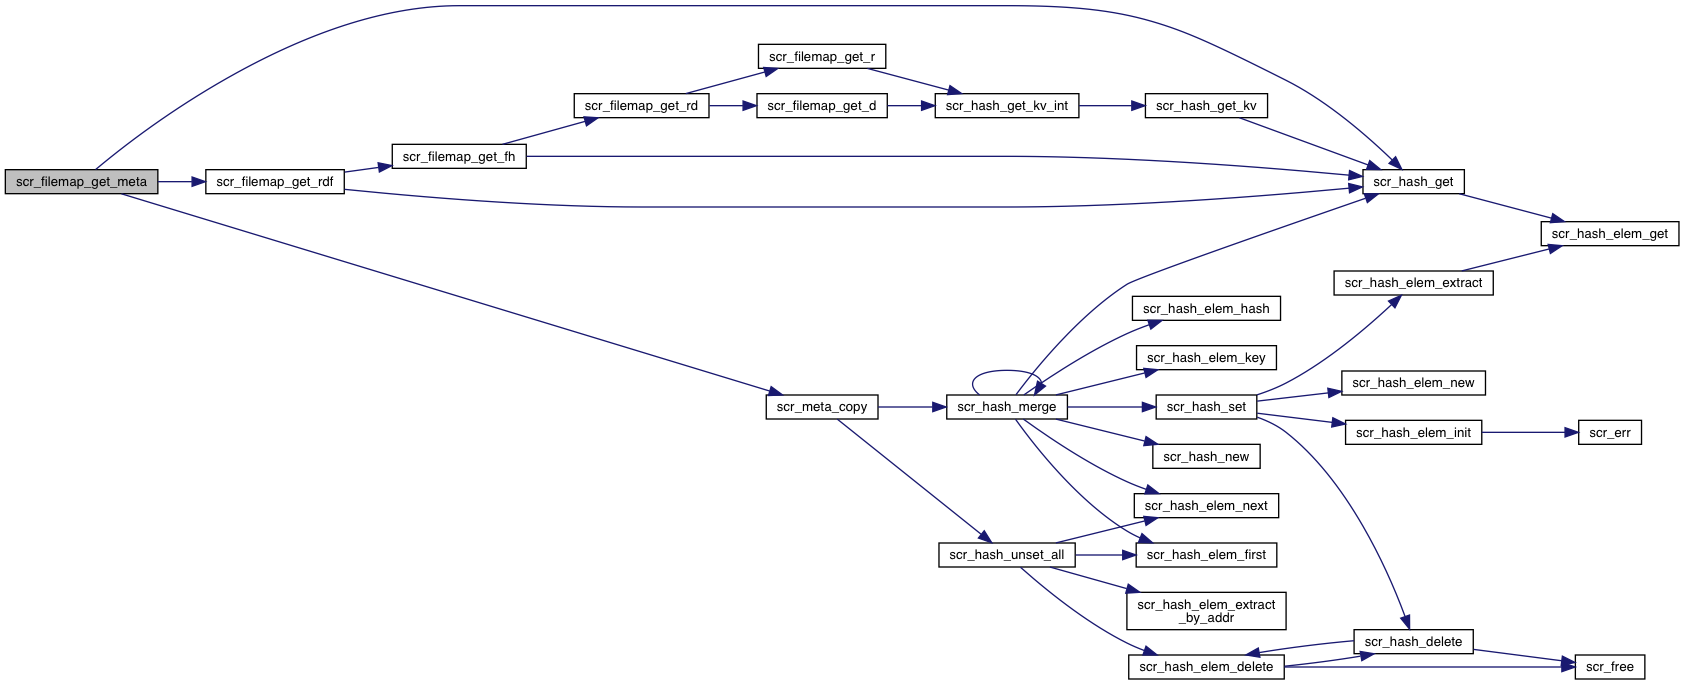 scr_filemap_get_r
scr_filemap_get_rd
scr_filemap_get_d
scr_hash_get_kv_int
scr_hash_get_kv
scr_filemap_get_fh
scr_filemap_get_meta
scr_filemap_get_rdf
scr_hash_get
scr_hash_elem_get
scr_hash_elem_extract
scr_hash_elem_hash
scr_hash_elem_key
scr_hash_elem_new
scr_meta_copy
scr_hash_merge
scr_hash_set
scr_hash_elem_init
scr_err
scr_hash_new
scr_hash_elem_next
scr_hash_unset_all
scr_hash_elem_first
scr_hash_elem_extract
_by_addr
scr_hash_delete
scr_hash_elem_delete
scr_free